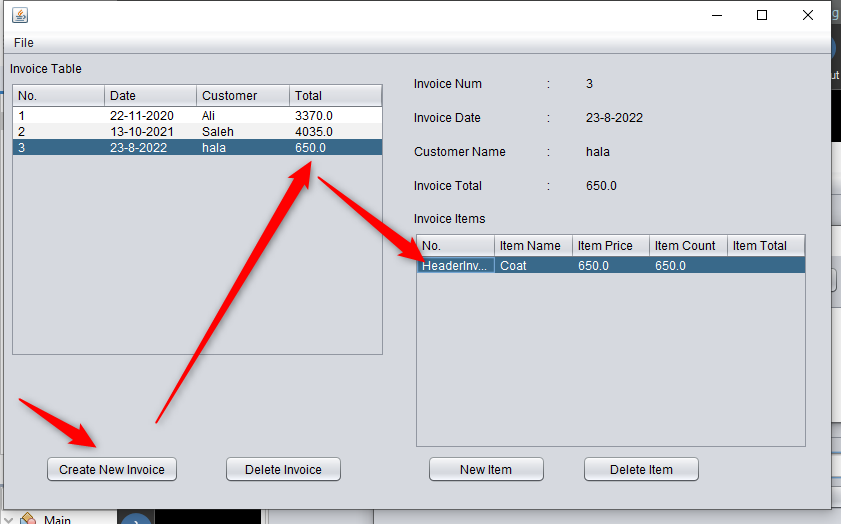 File
Invoice Table
No. Date Customer Total
1 22-11-2020 Ali 3370.0
2 13-10-2021 Saleh 4035.0
3 23-8-2022 hala 650.0
Create New Invoice Delete Invoice
Invoice Num : 3
Invoice Date : 23-8-2022
Customer Name : hala
Invoice Total : 650.0
Invoice Items
No. Item Name Item Price Item Count Item Total
HeaderInv... Coat 650.0 650.0
New Item Delete Item
Main